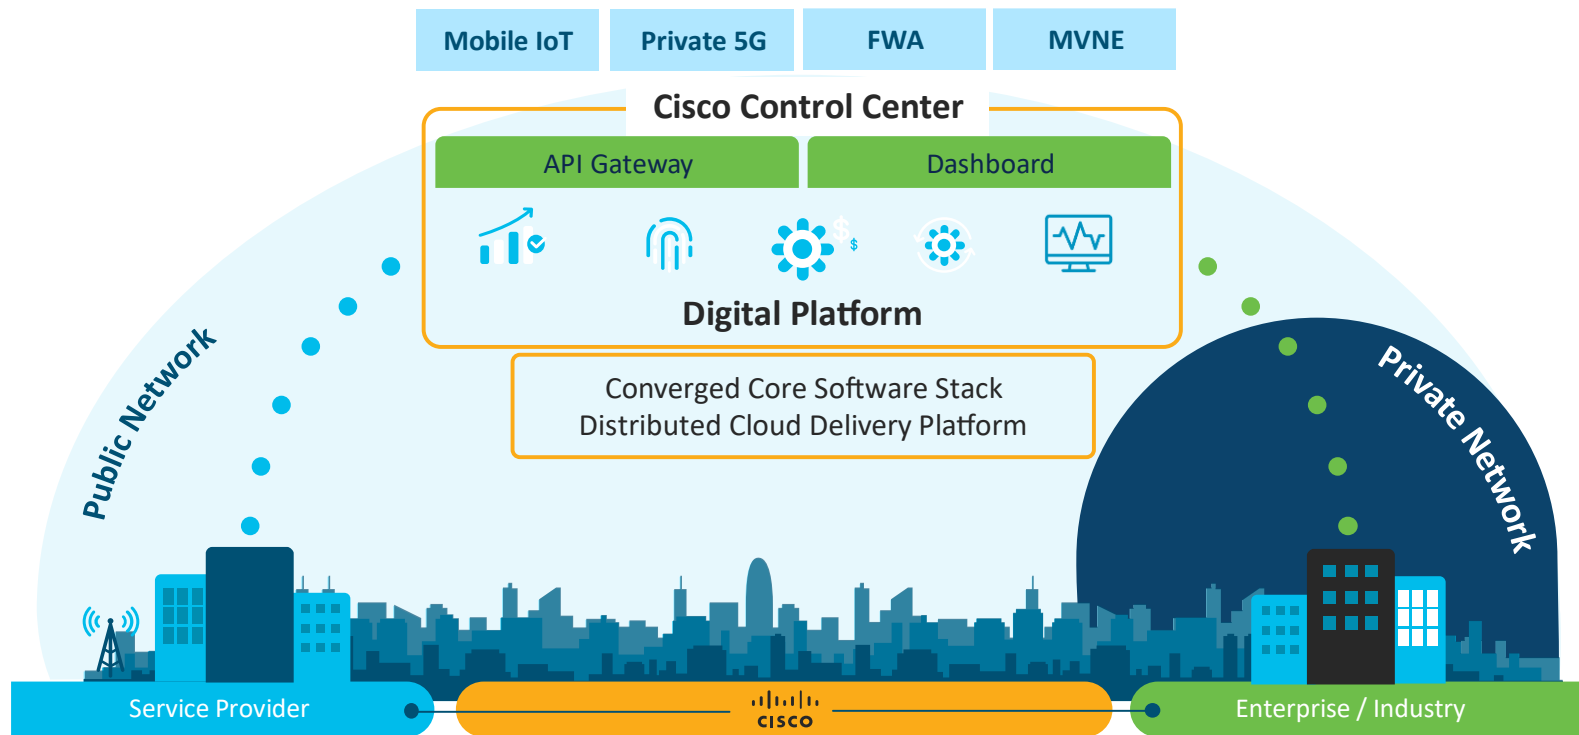 Mobile IoT
Private 5G
FWA
MVNE
Cisco Control Center
API Gateway
Dashboard
$
$
Digital Platform
Converged Core Software Stack
Distributed Cloud Delivery Platform
Public Network
Private Network
Service Provider
CISCO
Enterprise / Industry